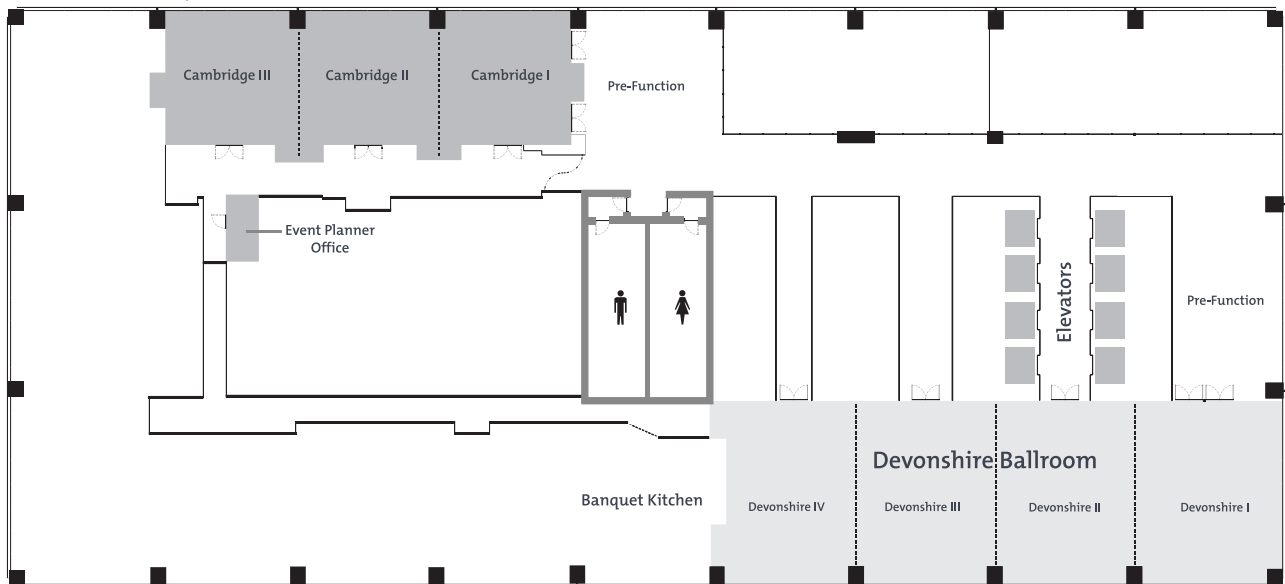 Cambridge III
Cambridge II
Cambridge I
Pre-Function
Event Planner
Office
Elevators
Pre-Function
Devonshire Ballroom
Banquet Kitchen
Devonshire IV
Devonshire III
Devonshire II
Devonshire I